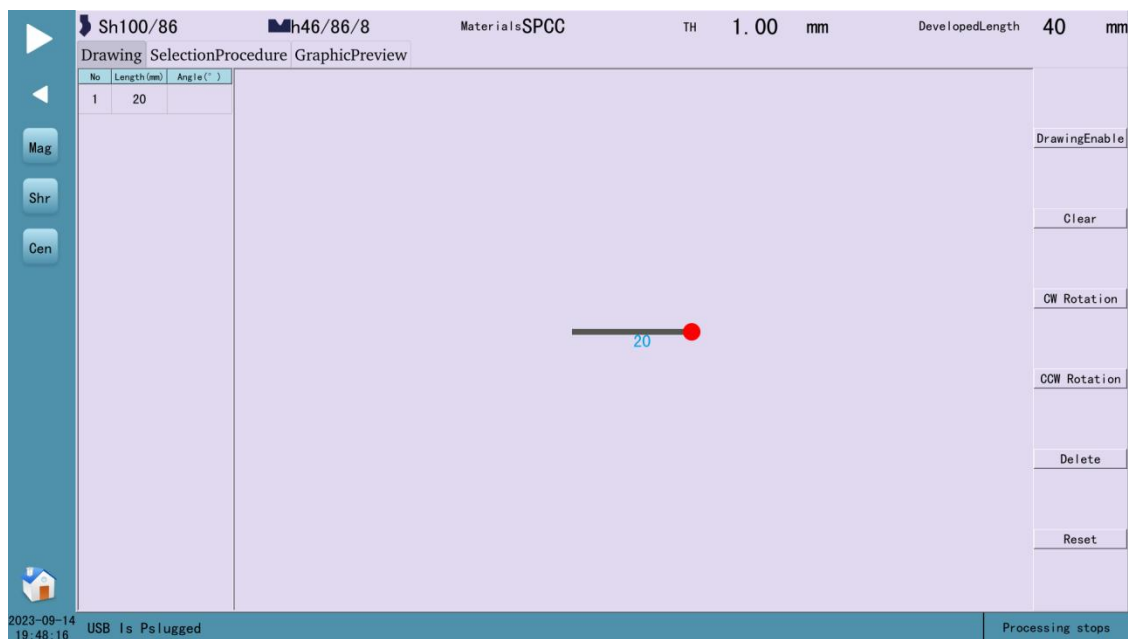 Sh100/86 h46/86/8 MaterialsSPCC TH 1.00 mm DevelopedLength 40 mm
Drawing SelectionProcedure GraphicPreview
No Length(mm) Angle(°)
1 20
Mag
Shr
Cen
20
DrawingEnable
Clear
CW Rotation
CCW Rotation
Delete
Reset
2023-09-14
19:48:16
USB Is Pslugged
Processing stops